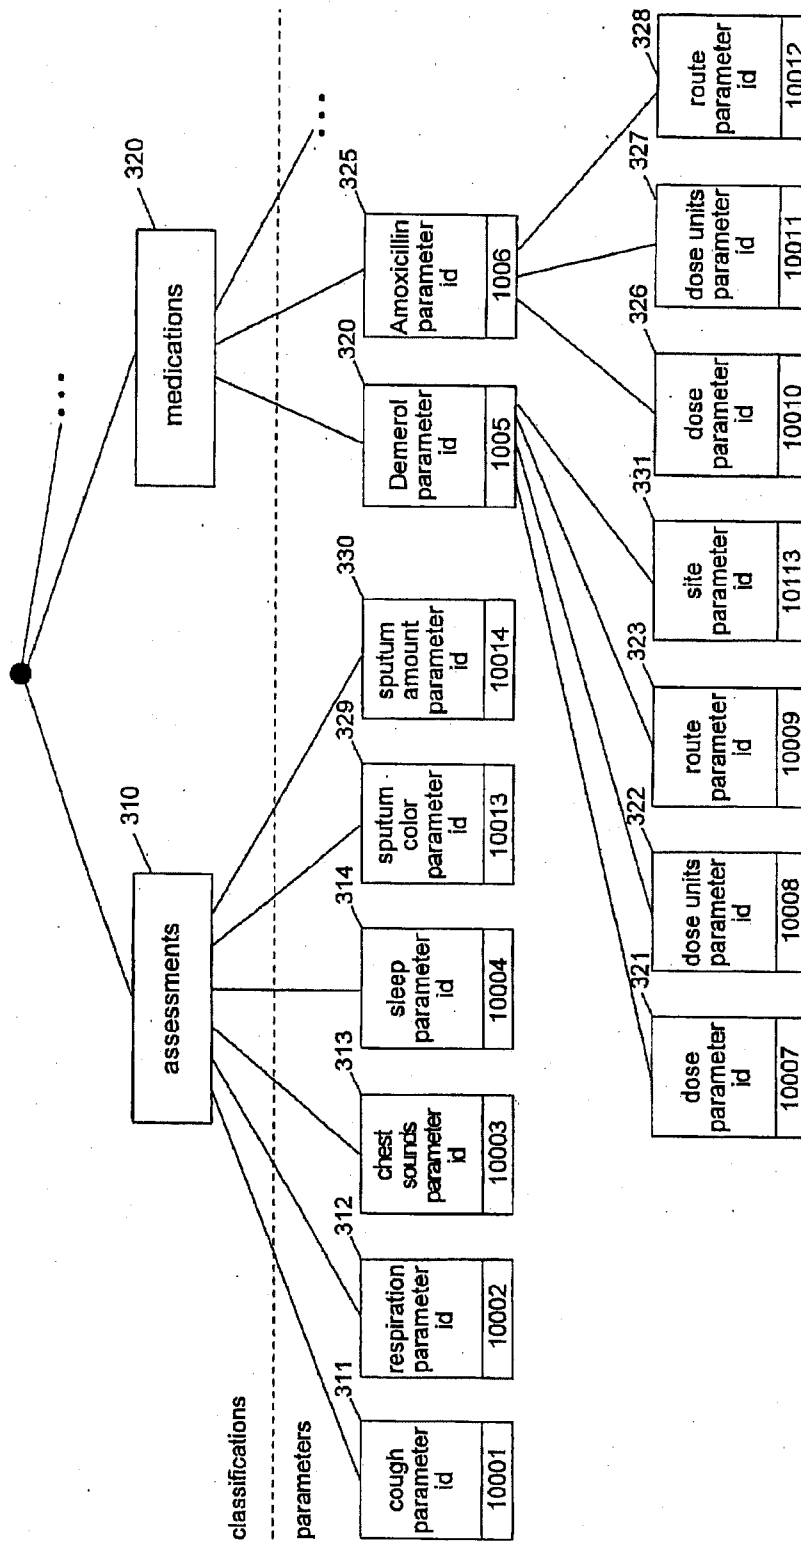 ...
310
320
assessments
medications
classifications
parameters
...
311
312
313
314
329
330
320
325
cough
parameter
id
10001
respiration
parameter
id
10002
chest
sounds
parameter
id
10003
sleep
parameter
id
10004
sputum
color
parameter
id
10013
sputum
amount
parameter
id
10014
Demerol
parameter
id
1005
Amoxicillin
parameter
id
1006
321
322
323
331
326
327
328
dose
parameter
id
10007
dose units
parameter
id
10008
route
parameter
id
10009
site
parameter
id
10113
dose
parameter
id
10010
dose units
parameter
id
10011
route
parameter
id
10012